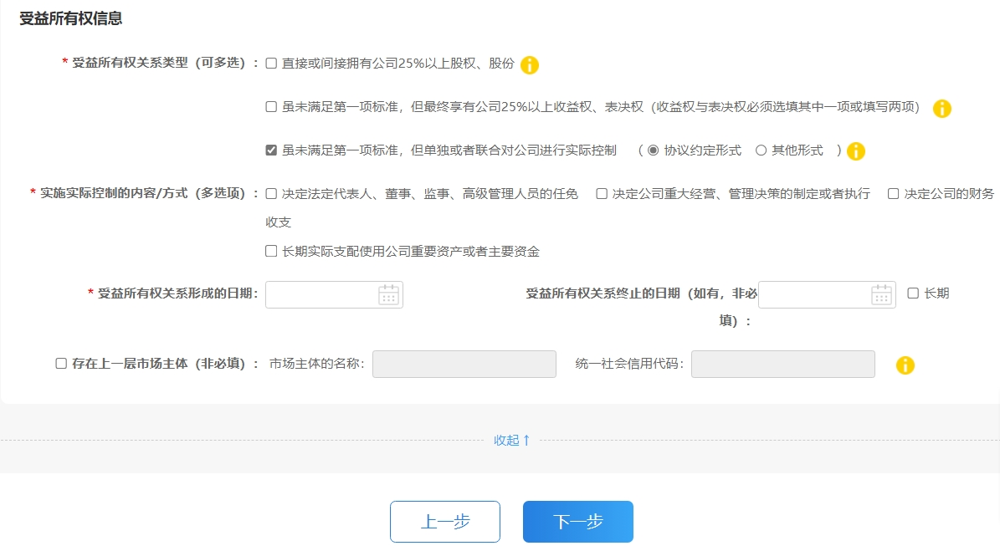 受益所有权信息
* 受益所有权关系类型（可多选）： 直接或间接拥有公司25%以上股权、股份
虽未满足第一项标准，但最终享有公司25%以上收益权、表决权（收益权与表决权必须选填其中一项或填写两项）
虽未满足第一项标准，但单独或者联合对公司进行实际控制 （ 协议约定形式 其他形式 ）
* 实施实际控制的内容/方式（多选项）： 决定法定代表人、董事、监事、高级管理人员的任免 决定公司重大经营、管理决策的制定或者执行 决定公司的财务
收支
长期实际支配使用公司重要资产或者主要资金
* 受益所有权关系形成的日期： 受益所有权关系终止的日期（如有，非必 长期
填）：
存在上一层市场主体（非必填）： 市场主体的名称： 统一社会信用代码：
收起↑
上一步 下一步